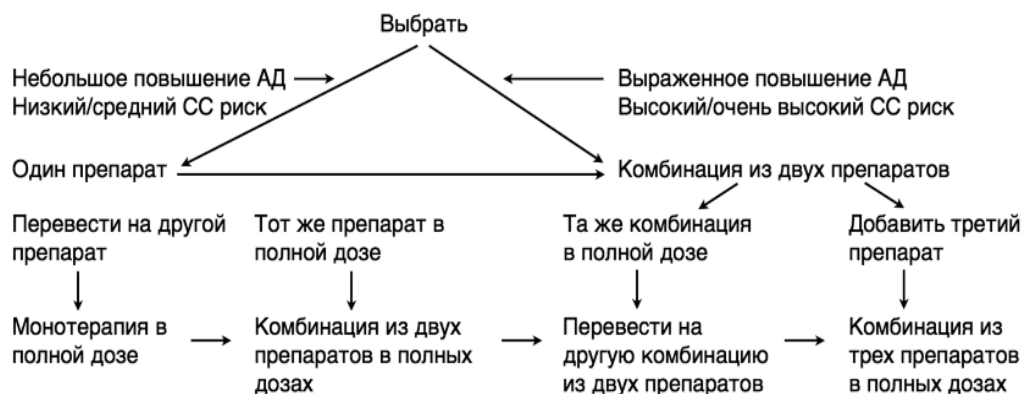 Выбрать
Небольшое повышение АД
Низкий/средний СС риск
Выраженное повышение АД
Высокий/очень высокий СС риск
Один препарат
Комбинация из двух препаратов
Перевести на другой
препарат
Тот же препарат в
полной дозе
Та же комбинация
в полной дозе
Добавить третий
препарат
Монотерапия в
полной дозе
Комбинация из двух
препаратов в полных
дозах
Перевести на
другую комбинацию
из двух препаратов
Комбинация из
трех препаратов
в полных дозах